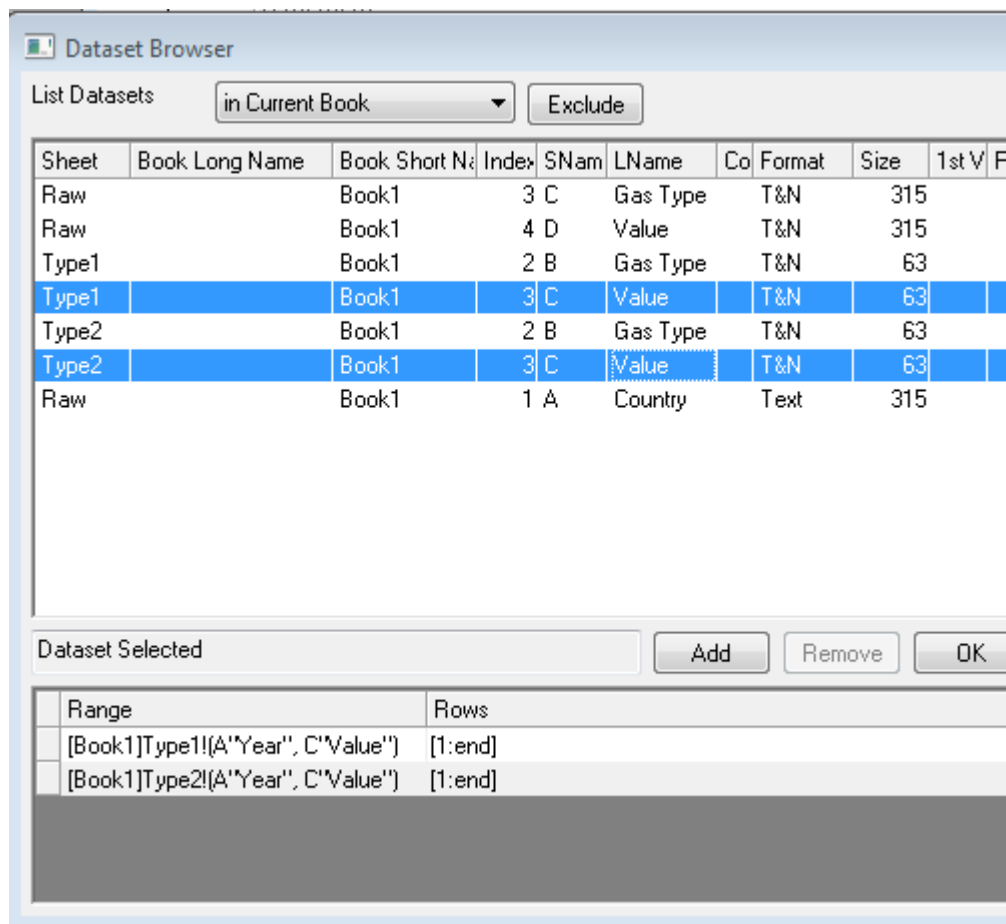 Dataset Browser
List Datasets in Current Book Exclude
Sheet Book Long Name Book Short Na Index SNam LName Co Format Size 1st V F
Raw Book1 3 C Gas Type T&N 315
Raw Book1 4 D Value T&N 315
Type1 Book1 2 B Gas Type T&N 63
Type1 Book1 3 C Value T&N 63
Type2 Book1 2 B Gas Type T&N 63
Type2 Book1 3 C Value T&N 63
Raw Book1 1 A Country Text 315
Dataset Selected Add Remove OK
Range Rows
[Book1]Type1!(A"Year", C"Value") [1:end]
[Book1]Type2!(A"Year", C"Value") [1:end]